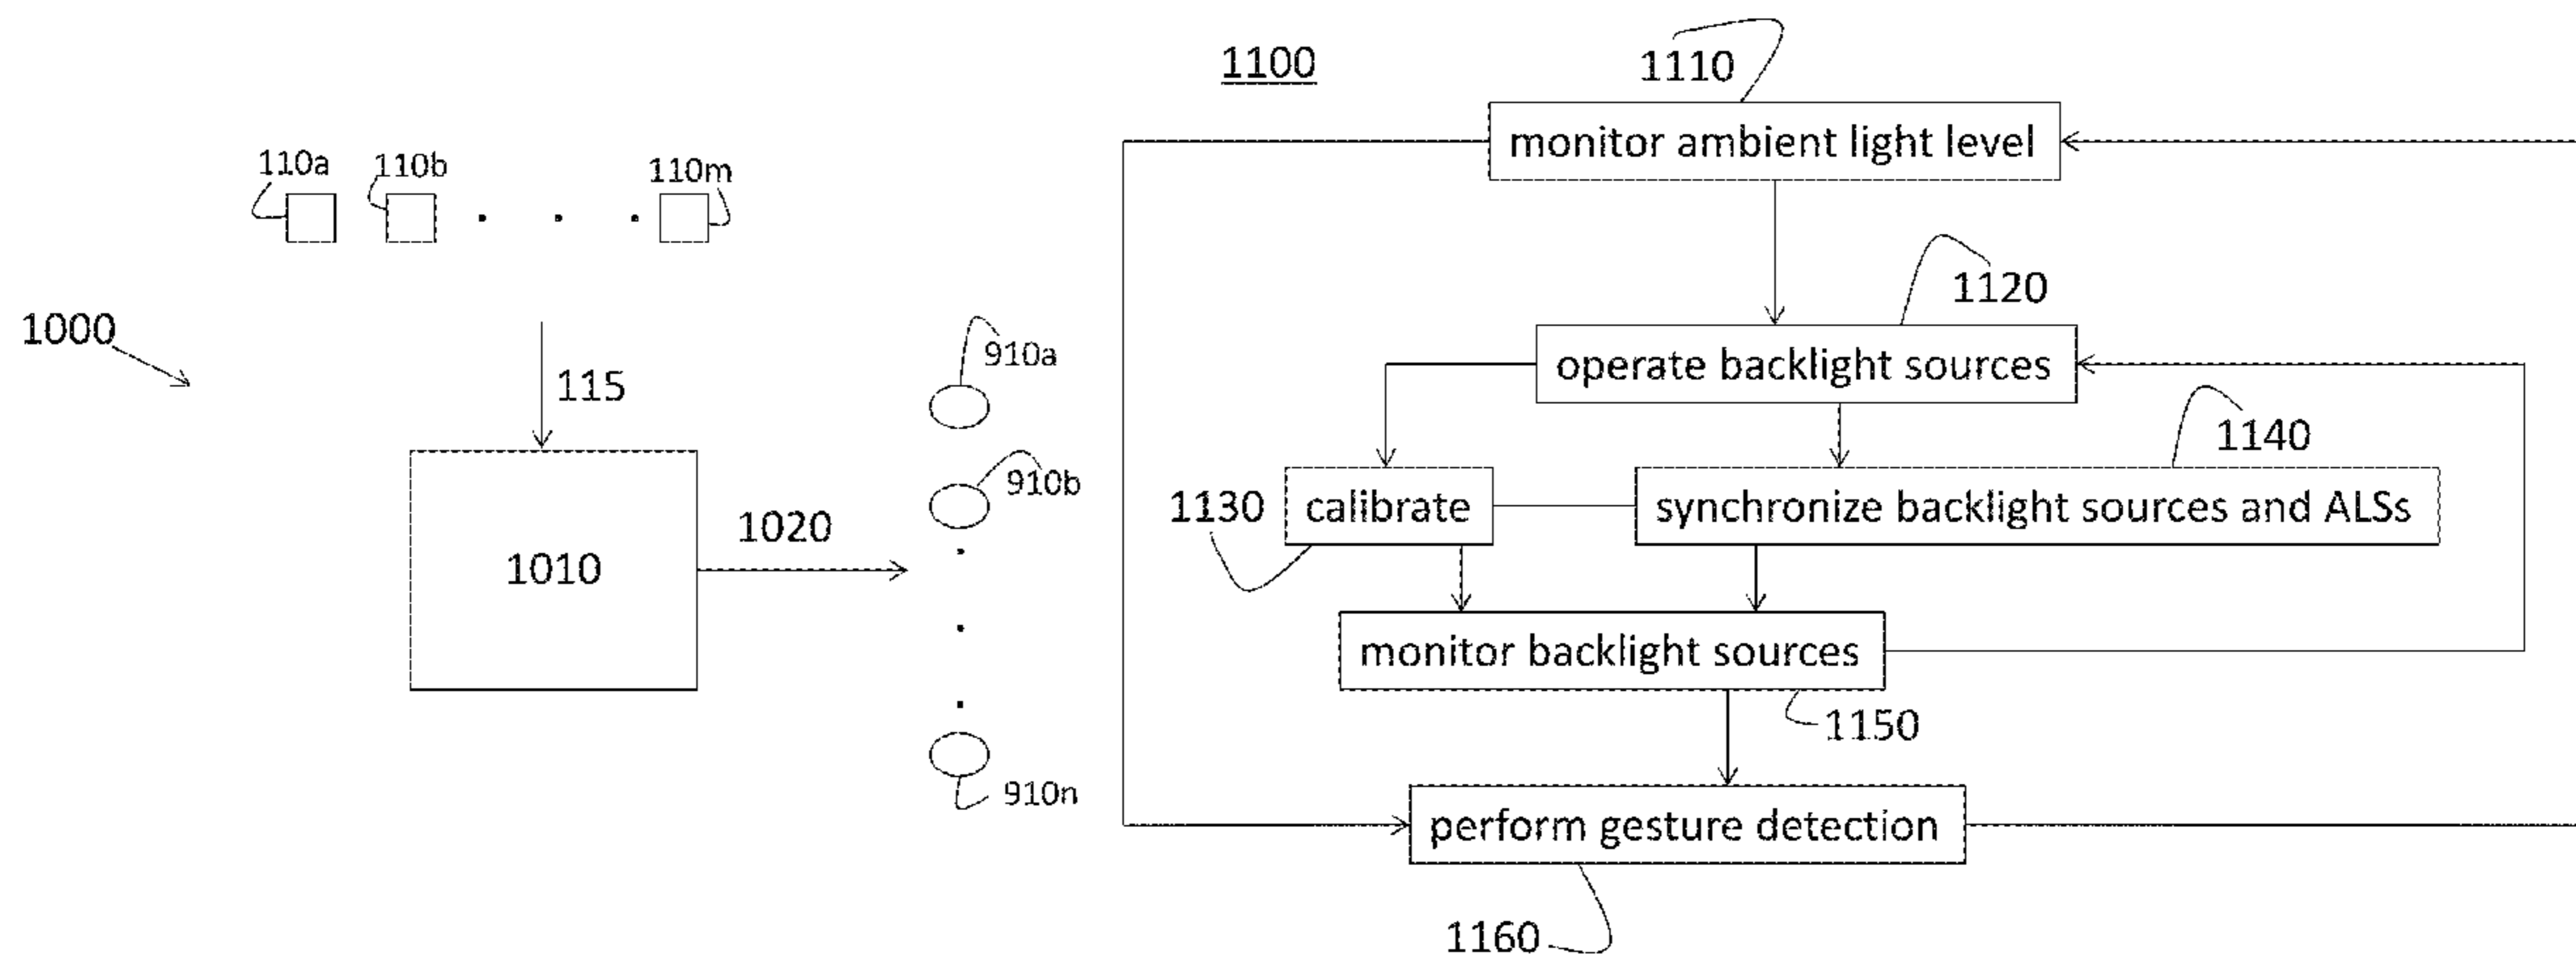 110a
110b
110m
1000
115
1010
1020
910a
910b
910n
1100
1110
monitor ambient light level
1120
operate backlight sources
1140
1130
calibrate
synchronize backlight sources and ALSs
monitor backlight sources
1150
perform gesture detection
1160